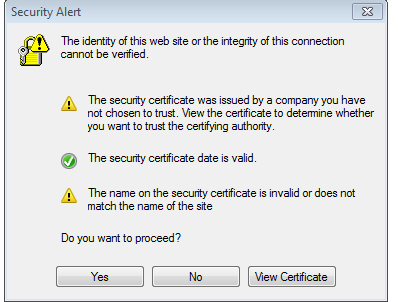 Security Alert
The identity of this web site or the integrity of this connection
cannot be verified.
The security certificate was issued by a company you have
not chosen to trust. View the certificate to determine whether
you want to trust the certifying authority.
The security certificate date is valid.
The name on the security certificate is invalid or does not
match the name of the site
Do you want to proceed?
Yes
No
View Certificate